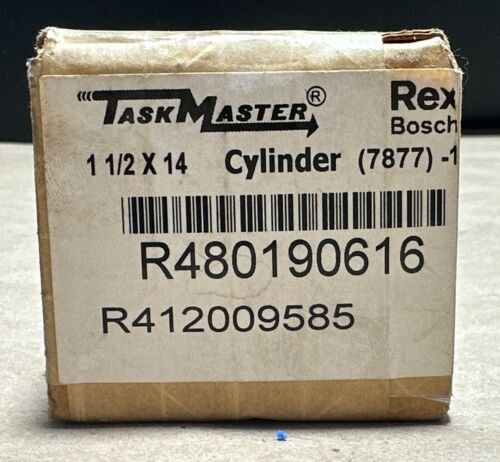 TASKMASTER® Rex
Bosch
1 1/2 X 14 Cylinder (7877) -1
R480190616
R412009585